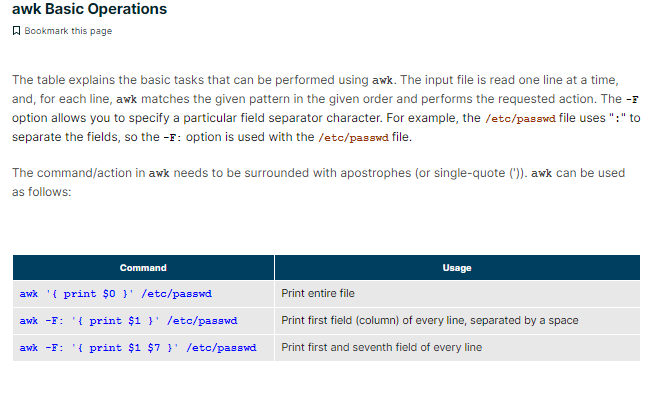 awk Basic Operations
Bookmark this page
The table explains the basic tasks that can be performed using awk. The input file is read one line at a time,
and, for each line, awk matches the given pattern in the given order and performs the requested action. The -F
option allows you to specify a particular field separator character. For example, the /etc/passwd file uses ":" to
separate the fields, so the -F: option is used with the /etc/passwd file.
The command/action in awk needs to be surrounded with apostrophes (or single-quote (')). awk can be used
as follows:
Command Usage
awk '{ print $0 }' /etc/passwd Print entire file
awk -F: '{ print $1 }' /etc/passwd Print first field (column) of every line, separated by a space
awk -F: '{ print $1 $7 }' /etc/passwd Print first and seventh field of every line